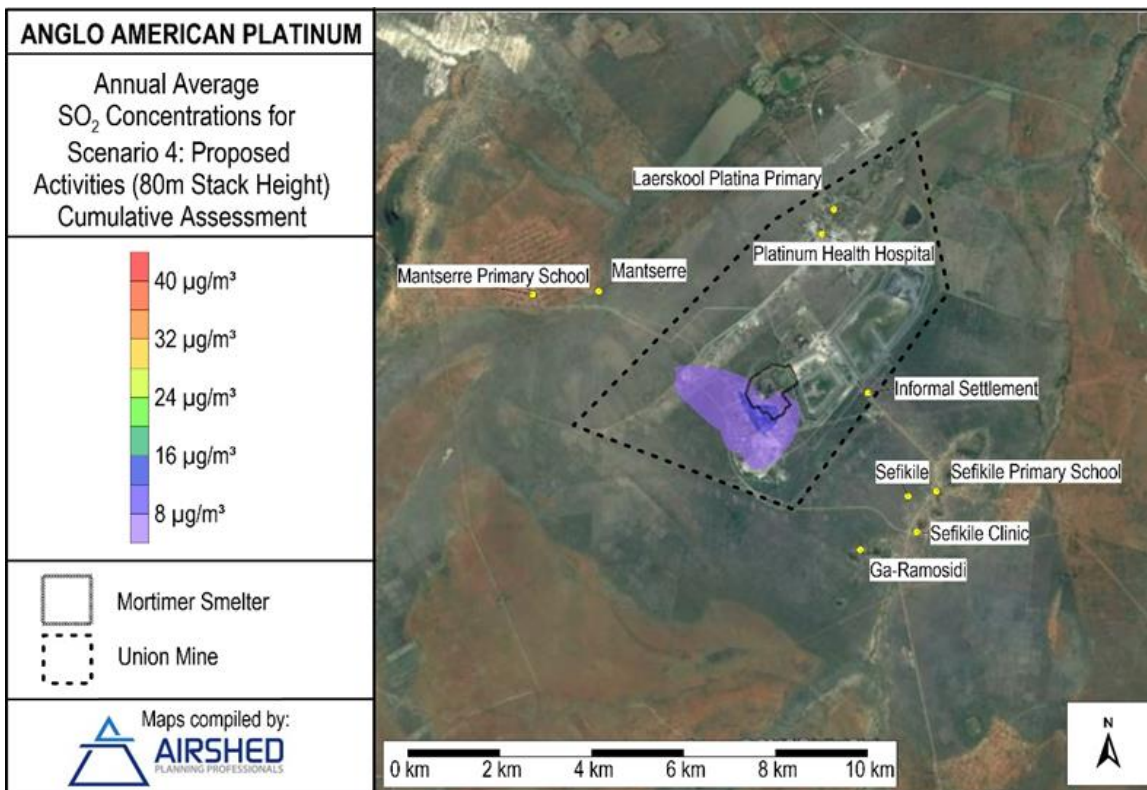 ANGLO AMERICAN PLATINUM
Annual Average
SO₂ Concentrations for
Scenario 4: Proposed
Activities (80m Stack Height)
Cumulative Assessment
40 µg/m³
32 µg/m³
24 µg/m³
16 µg/m³
8 µg/m³
Mortimer Smelter
Union Mine
Maps compiled by:
AIRSHED
PLANNING PROFESSIONALS
Laerskool Platina Primary
Platinum Health Hospital
Mantserre Primary School
Mantserre
Informal Settlement
Sefikile
Sefikile Primary School
Sefikile Clinic
Ga-Ramosidi
0 km 2 km 4 km 6 km 8 km 10 km
N